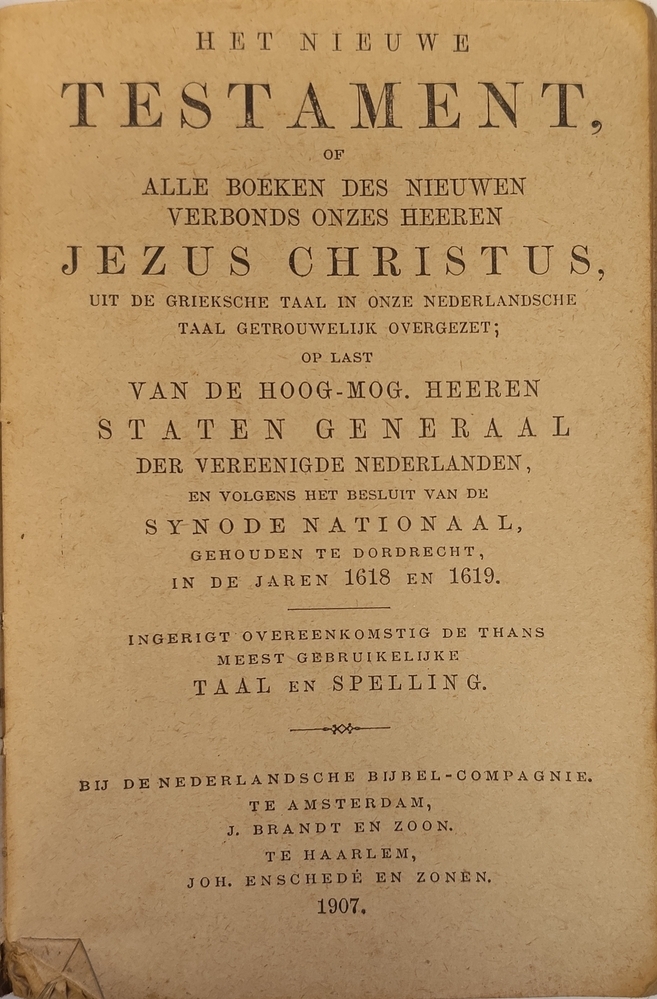 HET NIEUWE
TESTAMENT,
OF
ALLE BOEKEN DES NIEUWEN
VERBONDS ONZES HEEREN
JEZUS CHRISTUS,
UIT DE GRIEKSCHE TAAL IN ONZE NEDERLANDSCHE
TAAL GETROUWELIJK OVERGEZET;
OP LAST
VAN DE HOOG-MOG. HEEREN
STATEN GENERAAL
DER VEREENIGDE NEDERLANDEN,
EN VOLGENS HET BESLUIT VAN DE
SYNODE NATIONAAL,
GEHOUDEN TE DORDRECHT,
IN DE JAREN 1618 EN 1619.
INGERIGT OVEREENKOMSTIG DE THANS
MEEST GEBRUIKELIJKE
TAAL EN SPELLING.
BIJ DE NEDERLANDSCHE BIJBEL-COMPAGNIE.
TE AMSTERDAM,
J. BRANDT EN ZOON.
TE HAARLEM,
JOH. ENSCHEDÉ EN ZONEN.
1907.